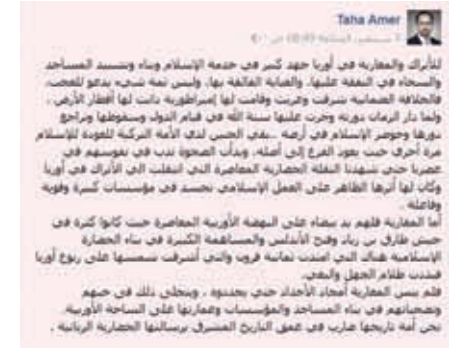 Taha Amer
للأتراك والمغاربة في أوربا جهد كبير في خدمة الإسلام وبناء وتشييد المساجد
والسخاء في النفقة عليها، والعناية الفائقة بها، وليس ثمة شيء يدعو للعجب،
فالخلافة العثمانية شرقت وغربت وقامت لها إمبراطورية دانت لها أقطار الأرض،
ولما دار الزمان دورته وجرت عليها سنة الله في قيام الدول وسقوطها وتراجع
دورها وحوصر الإسلام في أرضه ..بقي الحنين لدى الأمة التركية للعودة للإسلام
مرة أخرى حتى يعود الفرع إلى أصله، وبدأت الصحوة تدب في نفوسهم في
عصرنا حتى شهدنا النقلة الحضارية المعاصرة التي انتقلت الى الأتراك في أوربا
وكان لها أثرها الظاهر على العمل الإسلامي تجسد في مؤسسات كبيرة وقوية
وفاعلة .
أما المغاربة فلهم يد بيضاء على النهضة الأوربية المعاصرة حيث كانوا كثرة في
جيش طارق بن زياد وفتح الأندلس والمساهمة الكبيرة في بناء الحضارة
الإسلامية هناك التي امتدت ثمانية قرون والتي أشرقت شمسها على ربوع أوربا
فبددت ظلام الجهل والبغي.
فلم ينس المغاربة أمجاد الأجداد حتى يجددوه ، ويتجلى ذلك في حبهم
وتضحياتهم في بناء المساجد والمؤسسات وعمارتها على الساحة الأوربية.
نحن أمة تاريخها ضارب في عمق التاريخ المشرق برسالتها الحضارية الربانية .